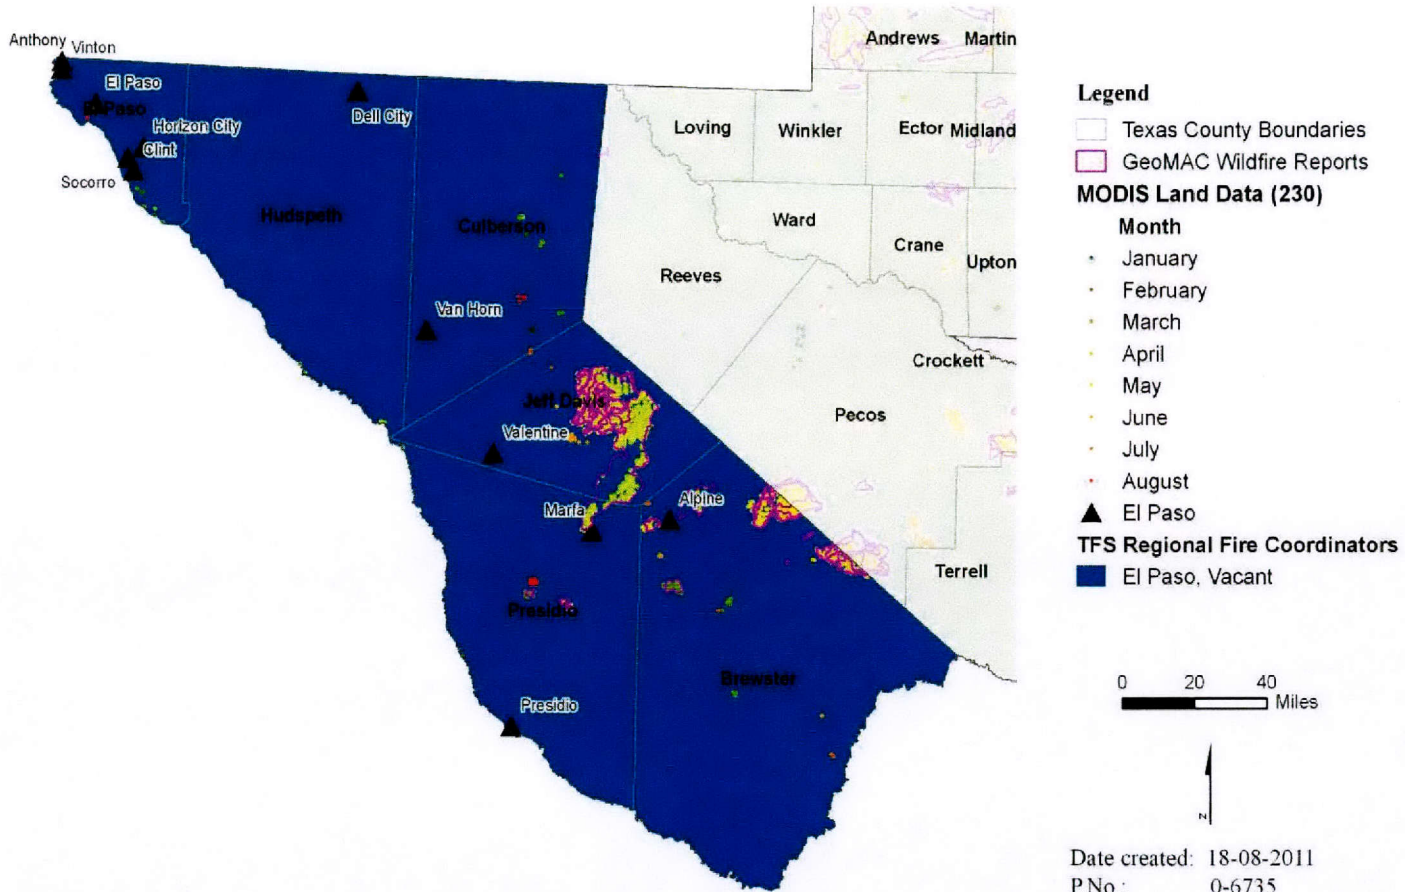 Anthony
Vinton
El Paso
El Paso
Horizon City
Clint
Socorro
Dell City
Hudspeth
Culberson
Van Horn
Jeff Davis
Valentine
Marfa
Alpine
Presidio
Presidio
Brewster
Andrews
Martin
Loving
Winkler
Ector
Midland
Ward
Crane
Upton
Reeves
Crockett
Pecos
Terrell
Legend
Texas County Boundaries
GeoMAC Wildfire Reports
MODIS Land Data (230)
Month
January
February
March
April
May
June
July
August
El Paso
TFS Regional Fire Coordinators
El Paso, Vacant
0 20 40
Miles
z
Date created: 18-08-2011
P.No.: 0-6735